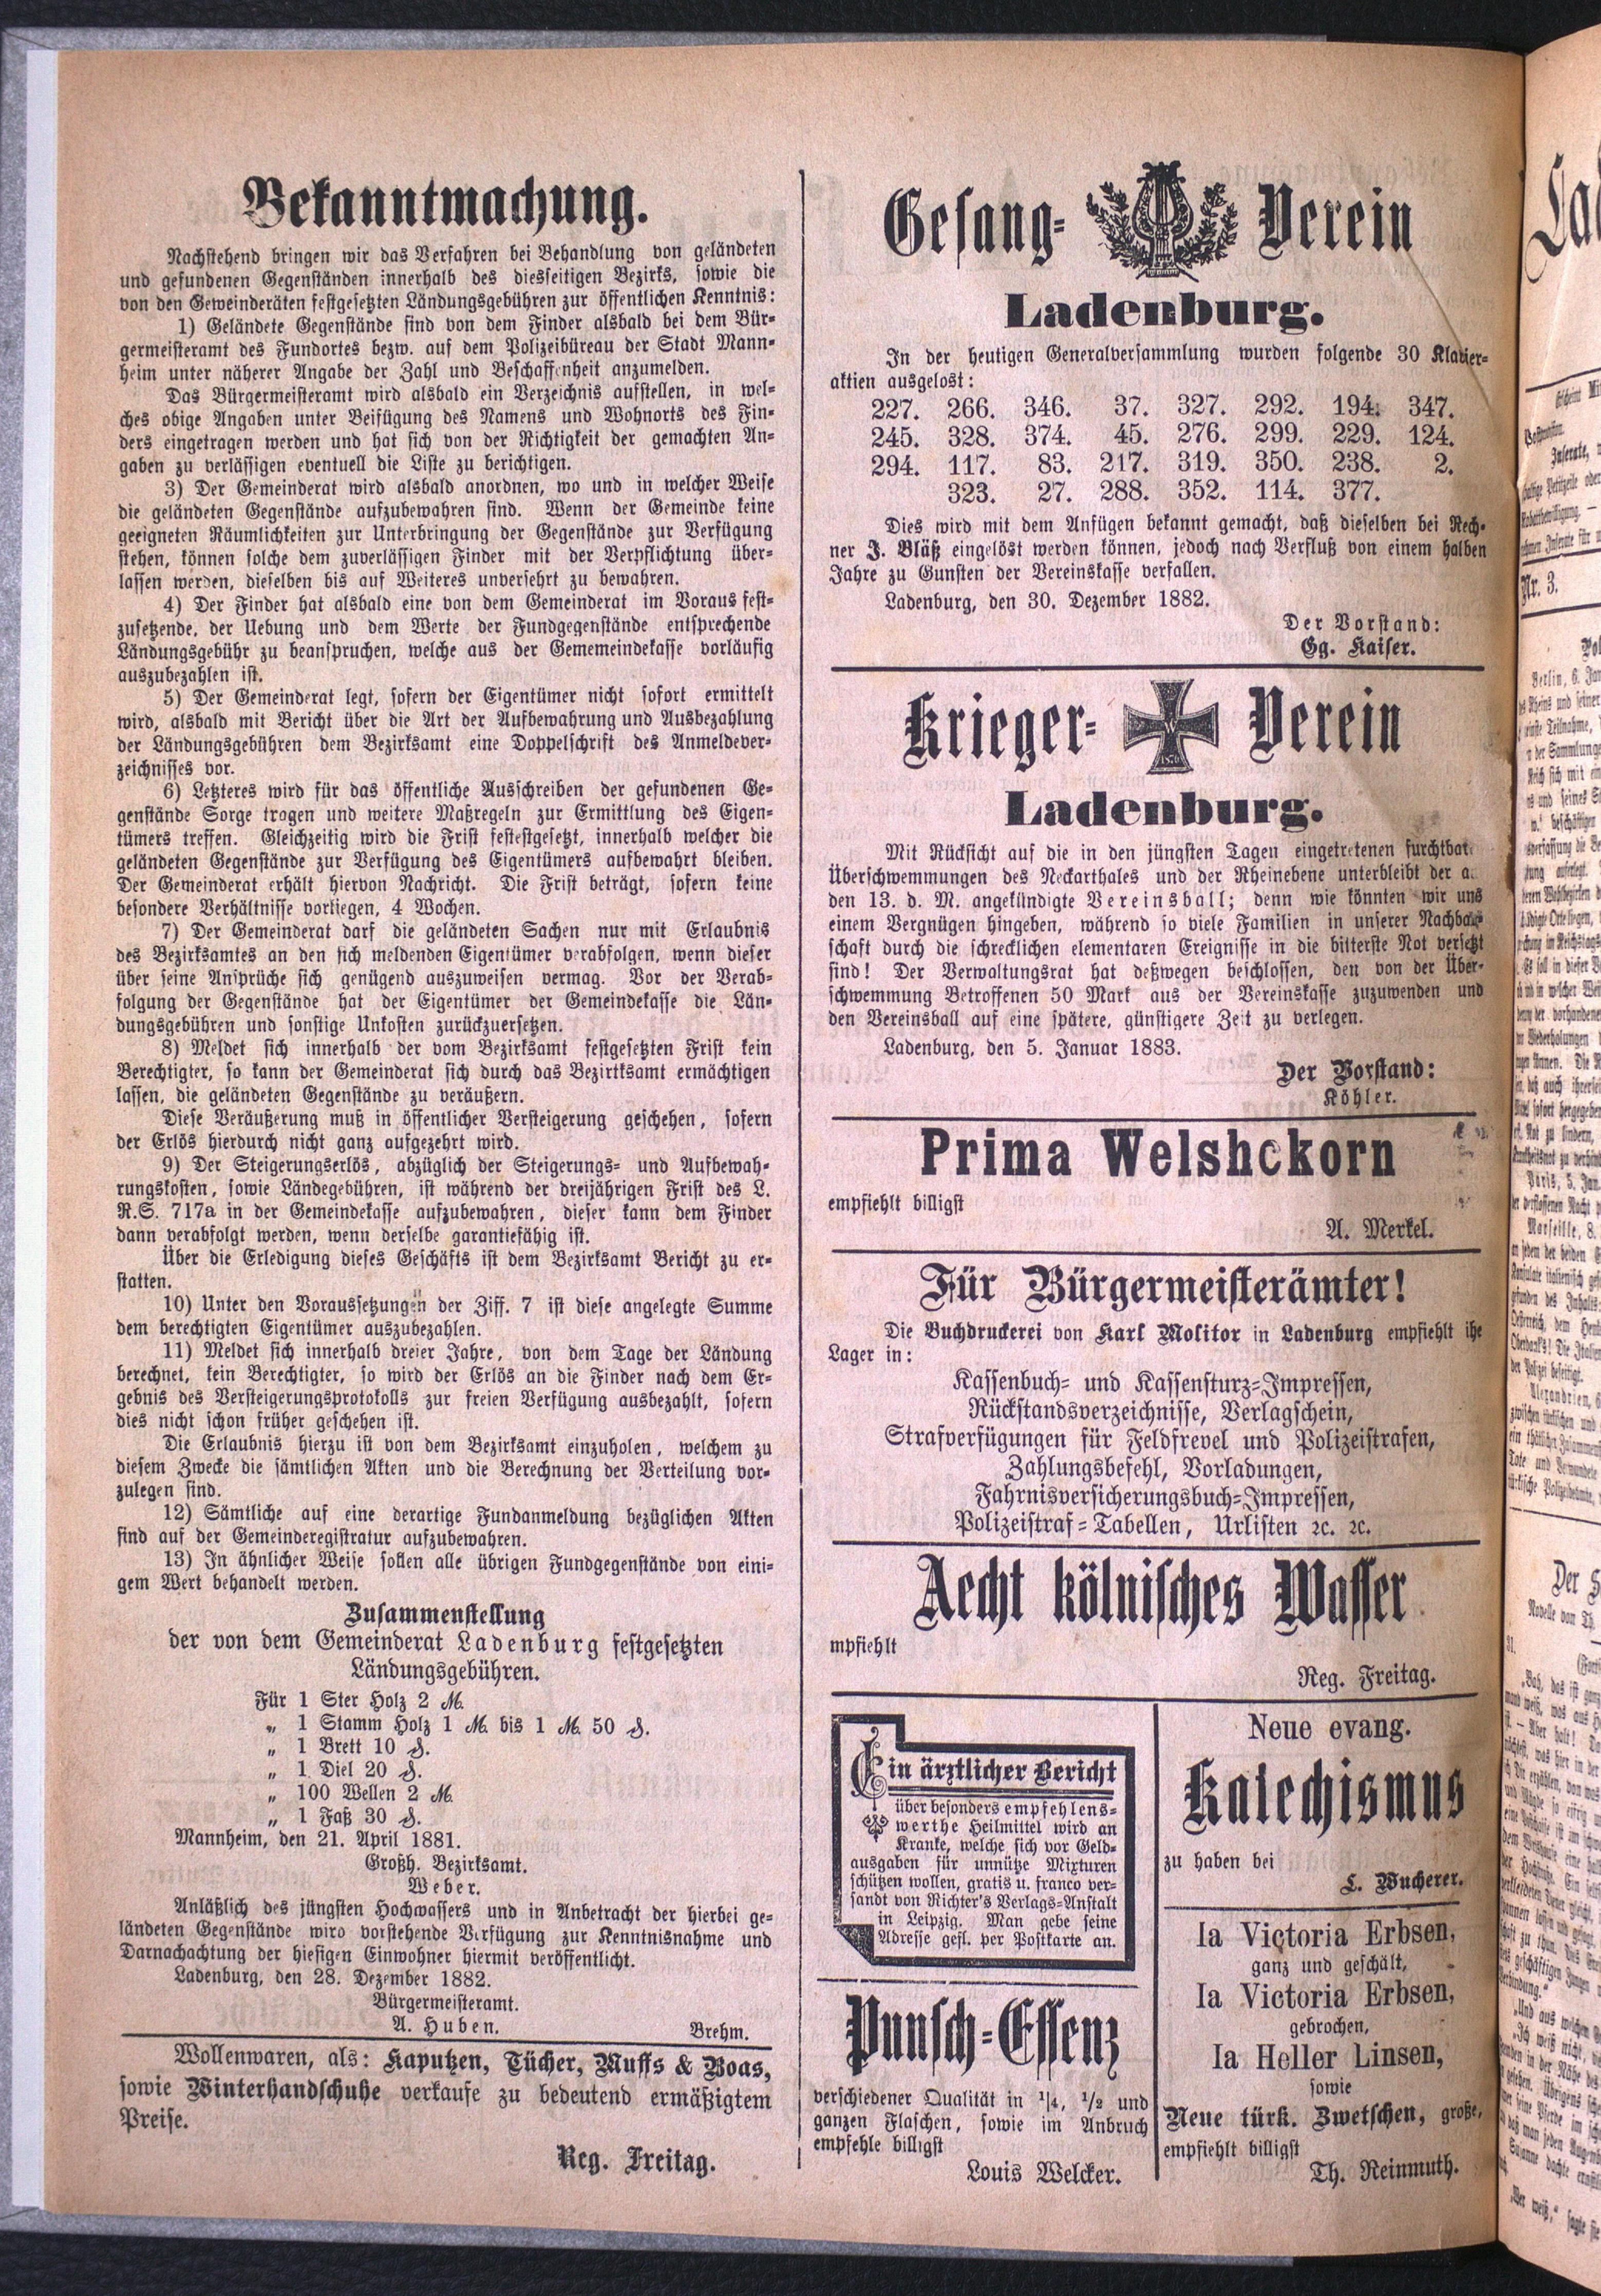 Bekanntmachung.
Nachstehend bringen wir das Verfahren bei Behandlung von geländeten
und gefundenen Gegenständen innerhalb des diesseitigen Bezirks, sowie die
von den Geweinderäten festgesetzten Ländungsgebühren zur öffentlichen Kenntnis:
1) Geländete Gegenstände sind von dem Finder alsbald bei dem Bür-
germeisteramt des Fundortes bezw. auf dem Polizeibüreau der Stadt Mann-
heim unter näherer Angabe der Zahl und Beschaffenheit anzumelden.
Das Bürgermeisteramt wird alsbald ein Verzeichnis aufstellen, in wel-
ches obige Angaben unter Beifügung des Namens und Wohnorts des Fin-
ders eingetragen werden und hat sich von der Richtigkeit der gemachten An-
gaben zu verlässigen eventuell die Liste zu berichtigen.
3) Der Gemeinderat wird alsbald anordnen, wo und in welcher Weise
die geländeten Gegenstände aufzubewahren sind. Wenn der Gemeinde keine
geeigneten Räumlichkeiten zur Unterbringung der Gegenstände zur Verfügung
stehen, können solche dem zuverlässigen Finder mit der Verpflichtung über-
lassen werden, dieselben bis auf Weiteres unversehrt zu bewahren.
4) Der Finder hat alsbald eine von dem Gemeinderat im Voraus fest-
zusetzende, der Uebung und dem Werte der Fundgegenstände entsprechende
Ländungsgebühr zu beanspruchen, welche aus der Gememeindekasse vorläufig
auszubezahlen ist.
5) Der Gemeinderat legt, sofern der Eigentümer nicht sofort ermittelt
wird, alsbald mit Bericht über die Art der Aufbewahrung und Ausbezahlung
der Ländungsgebühren dem Bezirksamt eine Doppelschrift des Anmeldever-
zeichnisses vor.
6) Letzteres wird für das öffentliche Ausschreiben der gefundenen Ge-
genstände Sorge tragen und weitere Maßregeln zur Ermittlung des Eigen-
tümers treffen. Gleichzeitig wird die Frist festestgesetzt, innerhalb welcher die
geländeten Gegenstände zur Verfügung des Eigentümers aufbewahrt bleiben.
Der Gemeinderat erhält hiervon Nachricht. Die Frist beträgt, sofern keine
besondere Verhältnisse vorliegen, 4 Wochen.
7) Der Gemeinderat darf die geländeten Sachen nur mit Erlaubnis
des Bezirksamtes an den sich meldenden Eigentümer verabfolgen, wenn dieser
über seine Ansprüche sich genügend auszuweisen vermag. Vor der Verab-
folgung der Gegenstände hat der Eigentümer der Gemeindekasse die Län-
dungsgebühren und sonstige Unkosten zurückzuersetzen.
8) Meldet sich innerhalb der vom Bezirksamt festgesetzten Frist kein
Berechtigter, so kann der Gemeinderat sich durch das Bezirtksamt ermächtigen
lassen, die geländeten Gegenstände zu veräußern.
Diese Veräußerung muß in öffentlicher Versteigerung geschehen, sofern
der Erlös hierdurch nicht ganz aufgezehrt wird.
9) Der Steigerungserlös, abzüglich der Steigerungs- und Aufbewah-
rungskosten, sowie Ländegebühren, ist während der dreijährigen Frist des L.
R.S. 717a in der Gemeindekasse aufzubewahren, dieser kann dem Finder
dann verabfolgt werden, wenn derselbe garantiefähig ist.
Über die Erledigung dieses Geschäfts ist dem Bezirksamt Bericht zu er-
statten.
10) Unter den Voraussetzungen der Ziff. 7 ist diese angelegte Summe
dem berechtigten Eigentümer auszubezahlen.
11) Meldet sich innerhalb dreier Jahre, von dem Tage der Ländung
berechnet, kein Berechtigter, so wird der Erlös an die Finder nach dem Er-
gebnis des Versteigerungsprotokolls zur freien Verfügung ausbezahlt, sofern
dies nicht schon früher geschehen ist.
Die Erlaubnis hierzu ist von dem Bezirksamt einzuholen, welchem zu
diesem Zwecke die sämtlichen Akten und die Berechnung der Verteilung vor-
zulegen sind.
12) Sämtliche auf eine derartige Fundanmeldung bezüglichen Akten
sind auf der Gemeinderegistratur aufzubewahren.
13) In ähnlicher Weise sollen alle übrigen Fundgegenstände von eini-
gem Wert behandelt werden.
Zusammenstellung
der von dem Gemeinderat Ladenburg festgesetzten
Ländungsgebühren.
Für 1 Ster Holz 2 M.
„ 1 Stamm Holz 1 M. bis 1 M. 50 ₰.
„ 1 Brett 10 ₰.
„ 1 Diel 20 ₰.
„ 100 Wellen 2 M.
„ 1 Faß 30 ₰.
Mannheim, den 21. April 1881.
Großh. Bezirksamt.
Weber.
Anläßlich des jüngsten Hochwassers und in Anbetracht der hierbei ge-
ländeten Gegenstände wird vorstehende Verfügung zur Kenntnisnahme und
Darnachachtung der hiesigen Einwohner hiermit veröffentlicht.
Ladenburg, den 28. Dezember 1882.
Bürgermeisteramt.
A. Huben. Brehm.
Wollenwaren, als: Kaputzen, Tücher, Muffs & Boas,
sowie Winterhandschuhe verkaufe zu bedeutend ermäßigtem
Preise.
Reg. Freitag.
Gesang- Verein
Ladenburg.
In der heutigen Generalversammlung wurden folgende 30 Klavier-
aktien ausgelost:
227. 266. 346. 37. 327. 292. 194. 347.
245. 328. 374. 45. 276. 299. 229. 124.
294. 117. 83. 217. 319. 350. 238. 2.
323. 27. 288. 352. 114. 377.
Dies wird mit dem Anfügen bekannt gemacht, daß dieselben bei Rech-
ner J. Bläß eingelöst werden können, jedoch nach Verfluß von einem halben
Jahre zu Gunsten der Vereinskasse verfallen.
Ladenburg, den 30. Dezember 1882.
Der Vorstand:
Gg. Kaiser.
Krieger- Verein
Ladenburg.
Mit Rücksicht auf die in den jüngsten Tagen eingetretenen
Überschwemmungen des Neckarthales und der Rheinebene unterbleibt der
den 13. d. M. angekündigte Vereinsball; denn wie könnten wir uns
einem Vergnügen hingeben, während so viele Familien in unserer Nachbar-
schaft durch die schrecklichen elementaren Ereignisse in die bitterste Not versetzt
sind! Der Verwaltungsrat hat deßwegen beschlossen, den von der Über-
schwemmung Betroffenen 50 Mark aus der Vereinskasse zuzuwenden und
den Vereinsball auf eine spätere, günstigere Zeit zu verlegen.
Ladenburg, den 5. Januar 1883.
Der Vorstand:
Köhler.
Prima Welshckorn
empfiehlt billigst
A. Merkel.
Für Bürgermeisterämter!
Die Buchdruckerei von Karl Molitor in Ladenburg empfiehlt ihr
Lager in:
Kassenbuch- und Kassensturz-Impressen,
Rückstandsverzeichnisse, Verlagschein,
Strafverfügungen für Feldfrevel und Polizeistrafen,
Zahlungsbefehl, Vorladungen,
Fahrnisversicherungsbuch-Impressen,
Polizeistraf-Tabellen, Urlisten ꝛc. ꝛc.
Aecht kölnisches Wasser
mpfiehlt
Reg. Freitag.
Ein ärztlicher Bericht
über besonders empfehlens-
werthe Heilmittel wird an
Kranke, welche sich vor Geld-
ausgaben für unnütze Mixturen
schützen wollen, gratis u. franco ver-
sandt von Richter's Verlags-Anstalt
in Leipzig. Man gebe seine
Adresse gefl. per Postkarte an.
Punsch-Essenz
verschiedener Qualität in 1/4, 1/2 und
ganzen Flaschen, sowie im Anbruch
empfehle billigst
Louis Welcker.
Neue evang.
Katechismus
zu haben bei
L. Wucherer.
Ia Victoria Erbsen,
ganz und geschält,
Ia Victoria Erbsen,
gebrochen,
Ia Heller Linsen,
sowie
Neue türk. Zwetschen, große,
empfiehlt billigst
Th. Reinmuth.
Nr. 3.